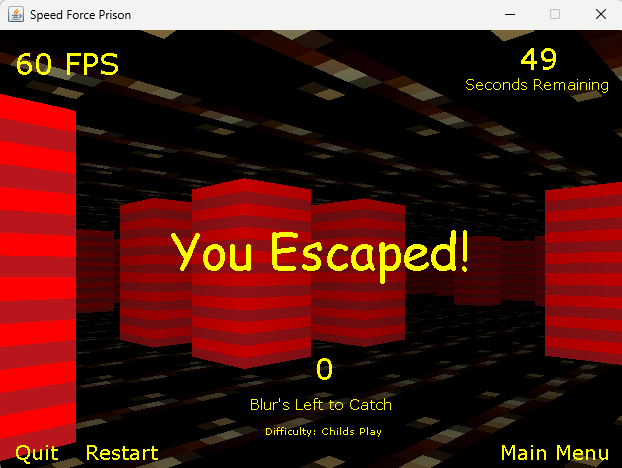 Speed Force Prison
60 FPS
49
Seconds Remaining
You Escaped!
0
Blur's Left to Catch
Difficulty: Childs Play
Quit
Restart
Main Menu